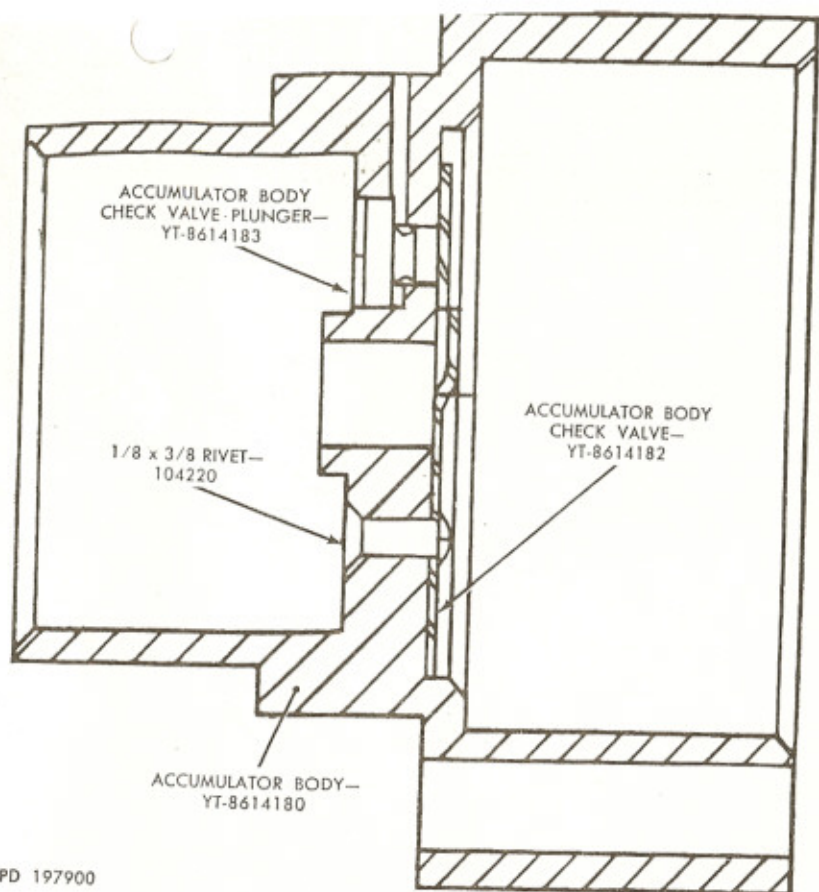 ACCUMULATOR BODY
CHECK VALVE PLUNGER—
YT-8614183
1/8 x 3/8 RIVET—
104220
ACCUMULATOR BODY
CHECK VALVE—
YT-8614182
ACCUMULATOR BODY—
YT-8614180
PD 197900